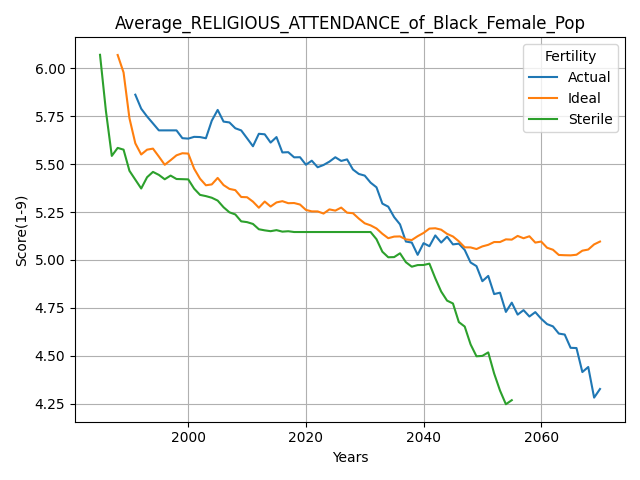 Average_RELIGIOUS_ATTENDANCE_of_Black_Female_Pop
Fertility
Actual
Ideal
Sterile
6.00
5.75
5.50
5.25
5.00
4.75
4.50
4.25
Score(1-9)
2000
2020
2040
2060
Years